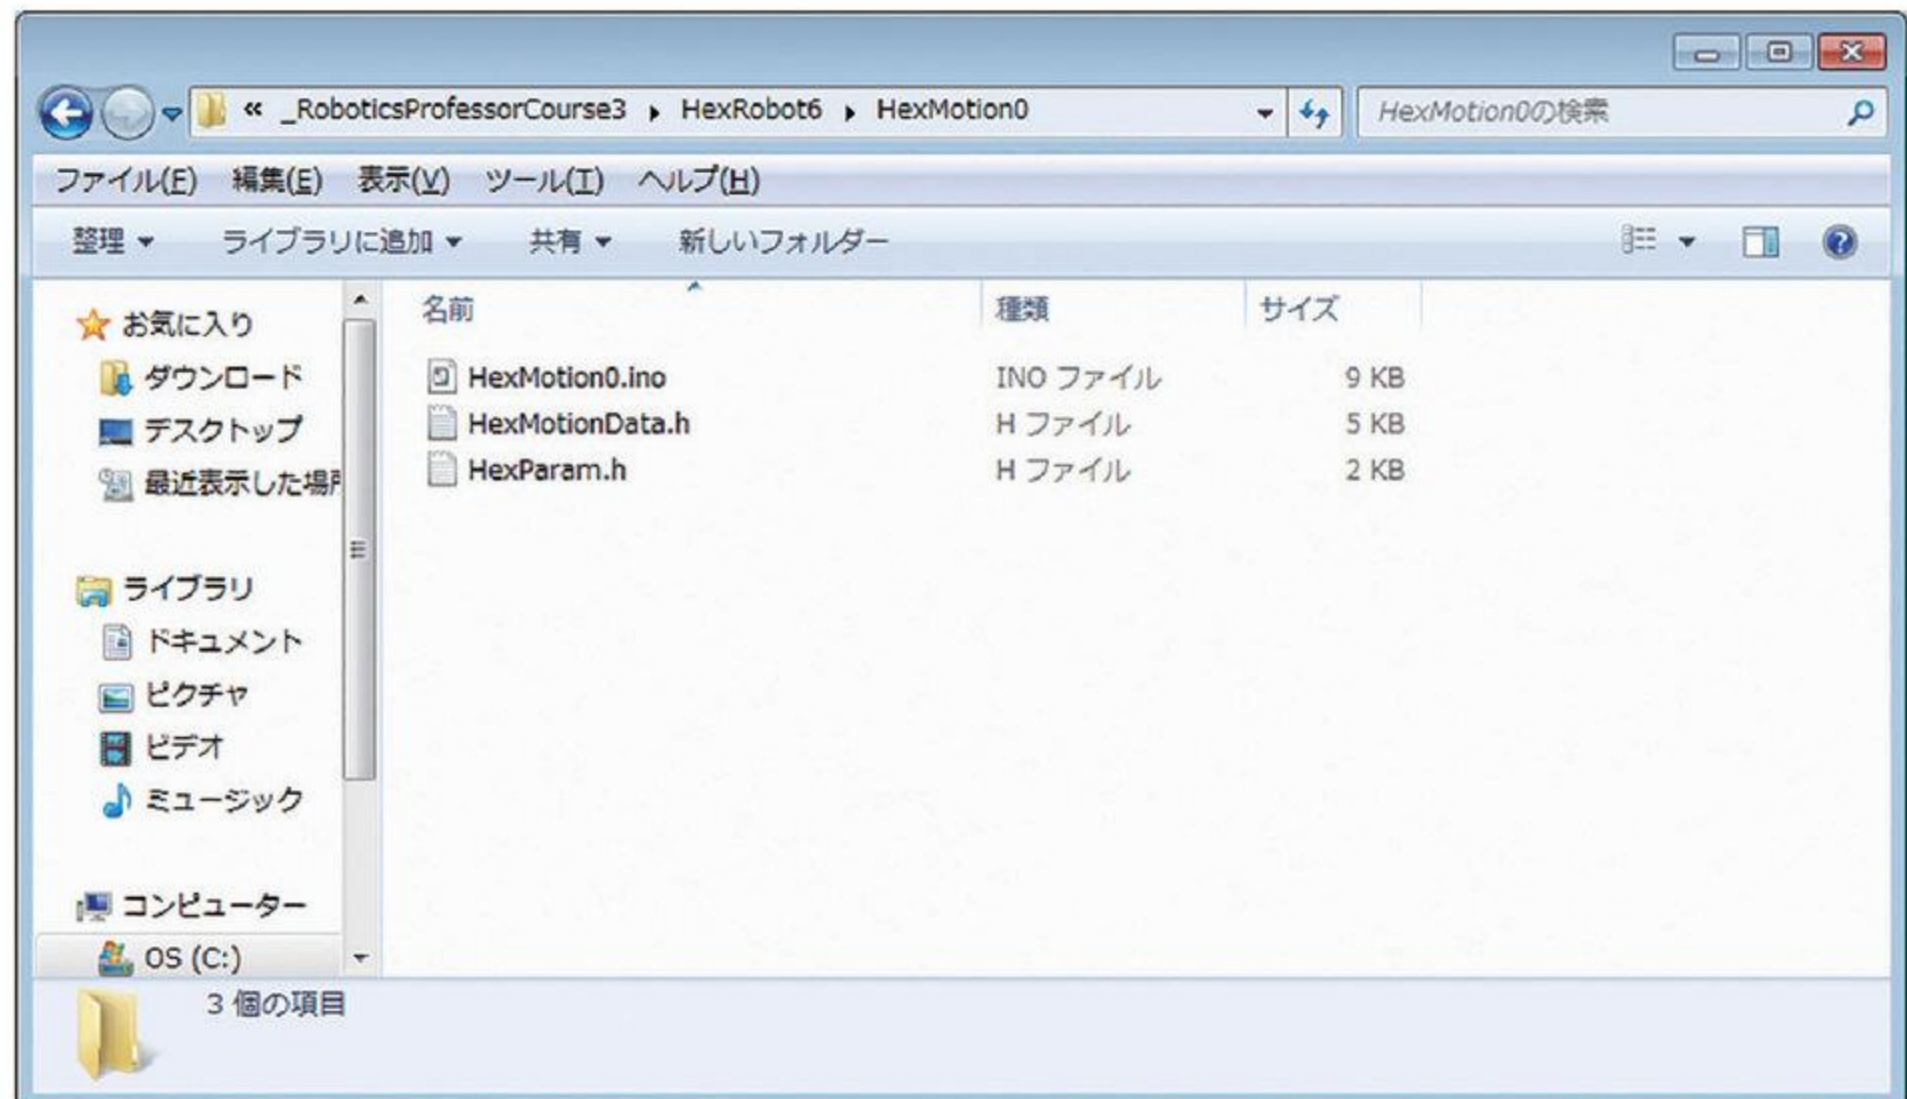 « _RoboticsProfessorCourse3 ▸ HexRobot6 ▸ HexMotion0
HexMotion0の検索
ファイル(F) 編集(E) 表示(V) ツール(T) ヘルプ(H)
整理 ライブラリに追加 共有 新しいフォルダー
お気に入り
ダウンロード
デスクトップ
最近表示した場所
ライブラリ
ドキュメント
ピクチャ
ビデオ
ミュージック
コンピューター
OS (C:)
名前 種類 サイズ
HexMotion0.ino INO ファイル 9 KB
HexMotionData.h H ファイル 5 KB
HexParam.h H ファイル 2 KB
3 個の項目